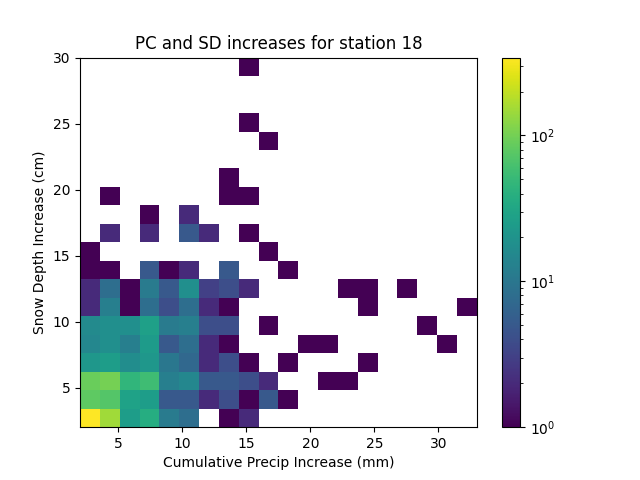 PC and SD increases for station 18
30
25
20
15
10
5
Snow Depth Increase (cm)
5 10 15 20 25 30
Cumulative Precip Increase (mm)
10²
10¹
10⁰